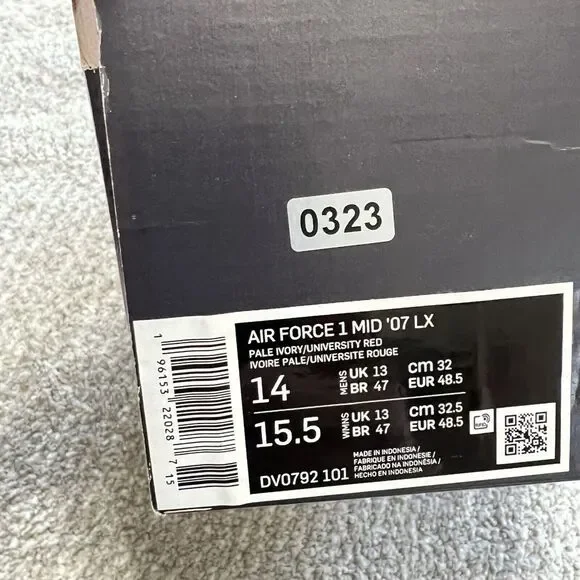 0323
AIR FORCE 1 MID '07 LX
PALE IVORY/UNIVERSITY RED
IVOIRE PALE/UNIVERSITE ROUGE
14 MENS UK 13 CM 32
BR 47 EUR 48.5
15.5 WMNS UK 13 CM 32.5
BR 47 EUR 48.5
MADE IN INDONESIA/
FABRIQUE EN INDONESIE/
FABRICADO NA INDONÉSIA/
DV0792 101 HECHO EN INDONESIA
1 96153 22028 7 15